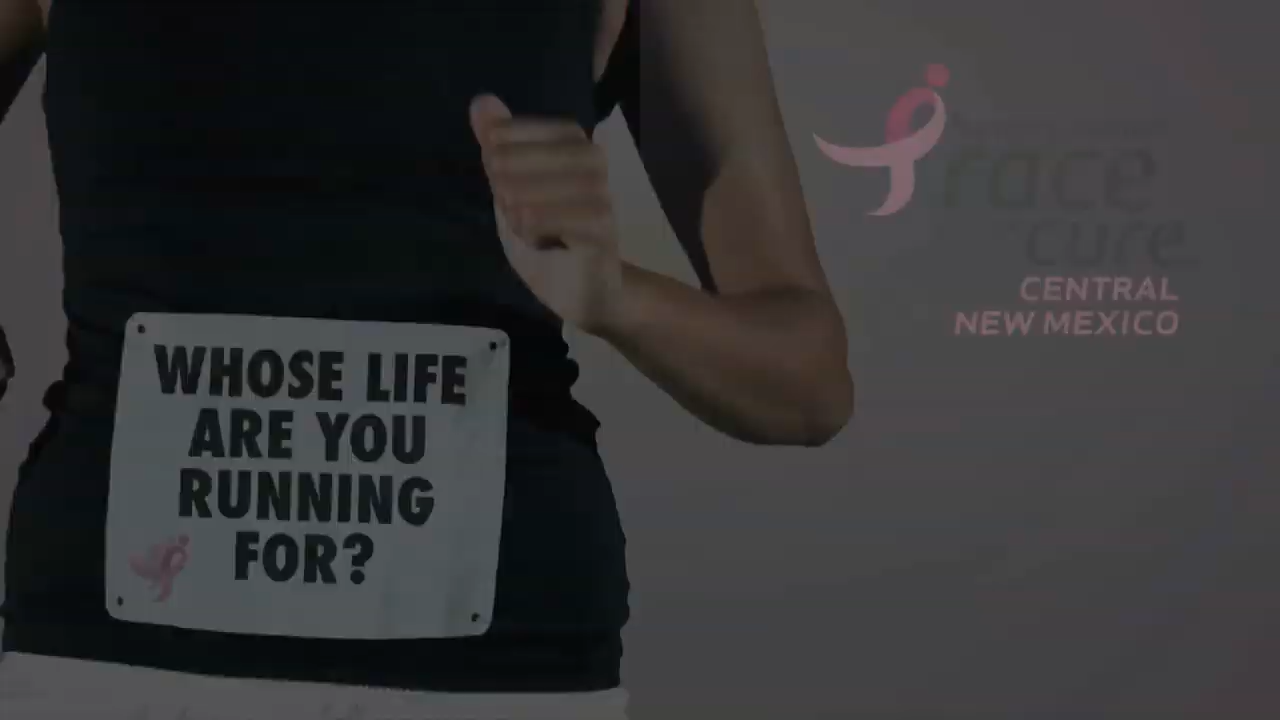 WHOSE LIFE
ARE YOU
RUNNING
FOR?
race
cure
CENTRAL
NEW MEXICO